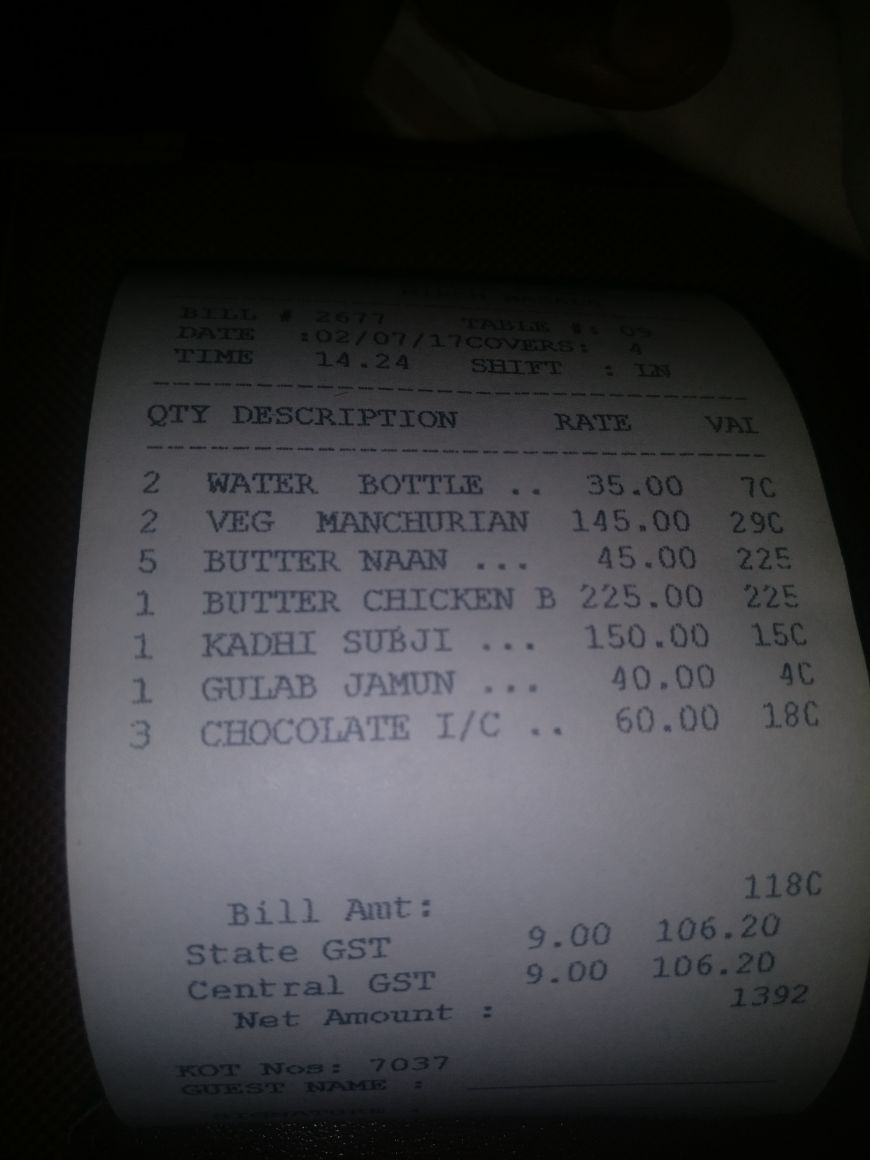 BILL # 2677 TABLE #: 09
DATE :02/07/17COVERS: 4
TIME 14.24 SHIFT : LN
QTY DESCRIPTION RATE VAL
2 WATER BOTTLE .. 35.00 70
2 VEG MANCHURIAN 145.00 290
5 BUTTER NAAN ... 45.00 225
1 BUTTER CHICKEN B 225.00 225
1 KADHI SUBJI ... 150.00 150
1 GULAB JAMUN ... 40.00 40
3 CHOCOLATE I/C .. 60.00 180
Bill Amt: 1180
State GST 9.00 106.20
Central GST 9.00 106.20
Net Amount : 1392
KOT Nos: 7037
GUEST NAME :
SIGNATURE :